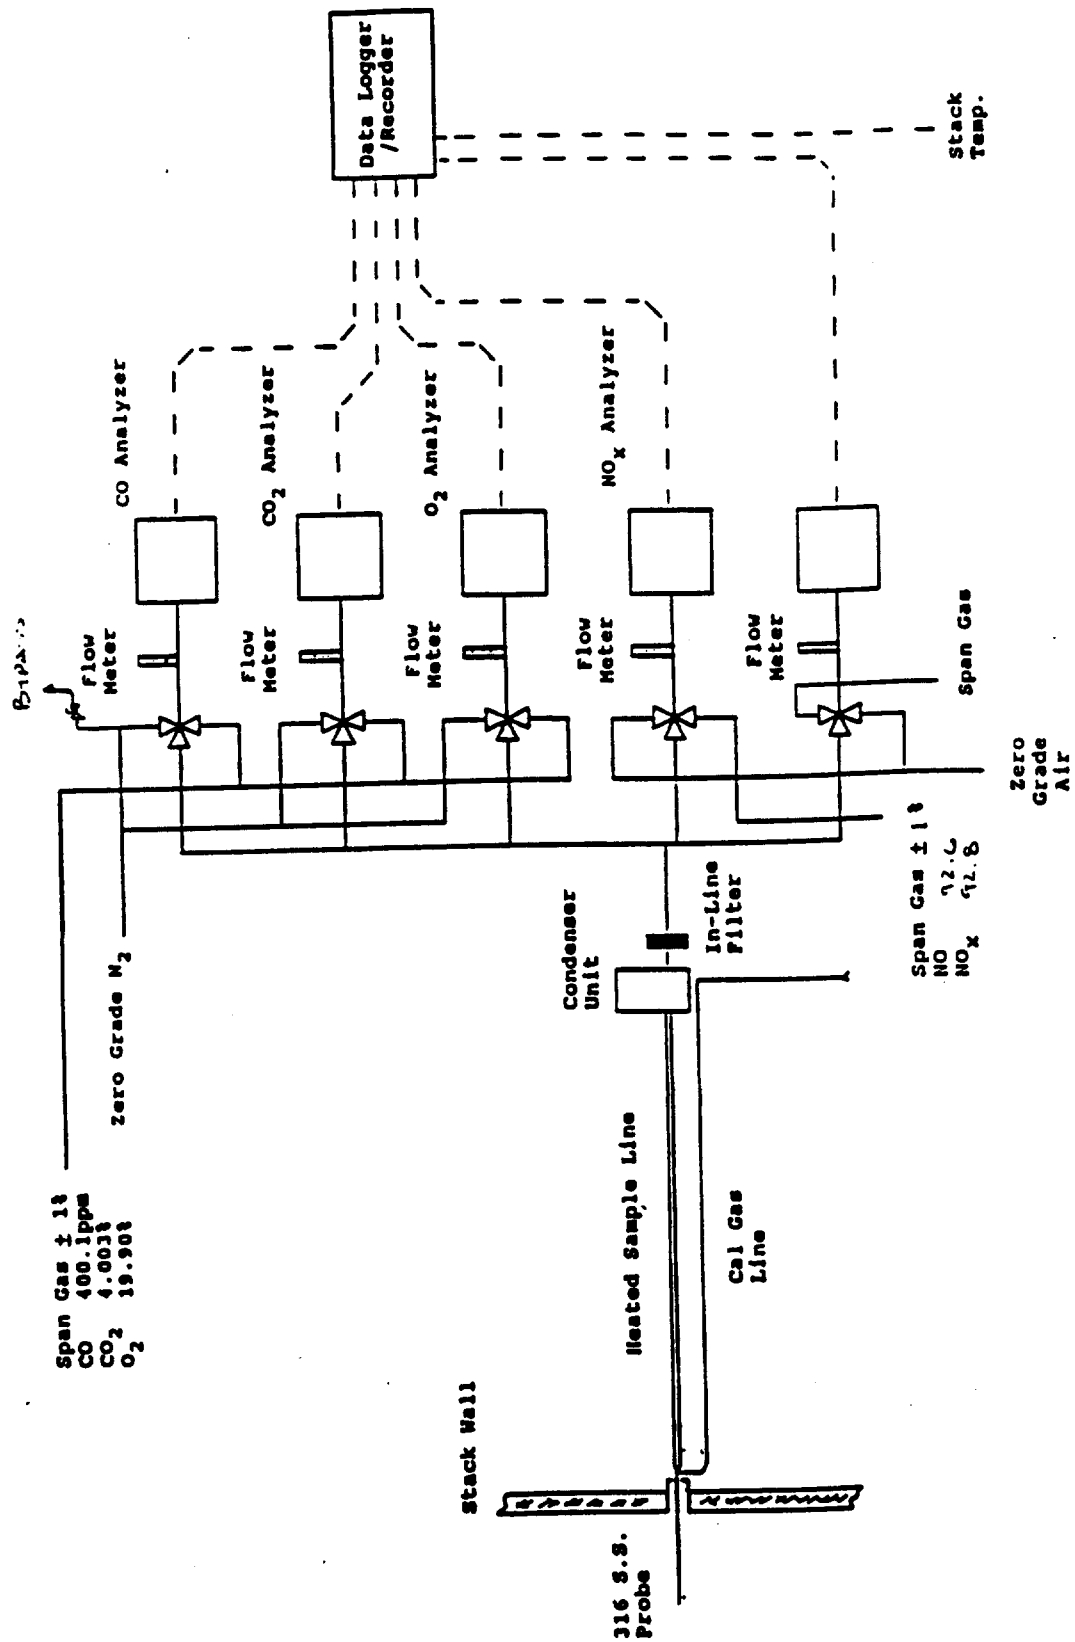 Data Logger
/Recorder
Stack
Temp.
CO Analyzer
CO2 Analyzer
O2 Analyzer
NOx Analyzer
Flow
Meter
Flow
Meter
Flow
Meter
Flow
Meter
Flow
Meter
Span Gas
Zero
Grade
Air
Zero Grade N2
Span Gas ± 1%
CO 400.1ppm
CO2 4.003%
O2 19.90%
Condenser
Unit
In-Line
Filter
Span Gas ± 1%
NO
NOx 92.8
Heated Sample Line
Cal Gas
Line
Stack Wall
316 S.S.
Probe